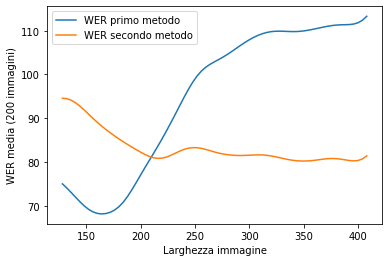 WER primo metodo
WER secondo metodo
WER media (200 immagini)
110
100
90
80
70
150
200
250
300
350
400
Larghezza immagine